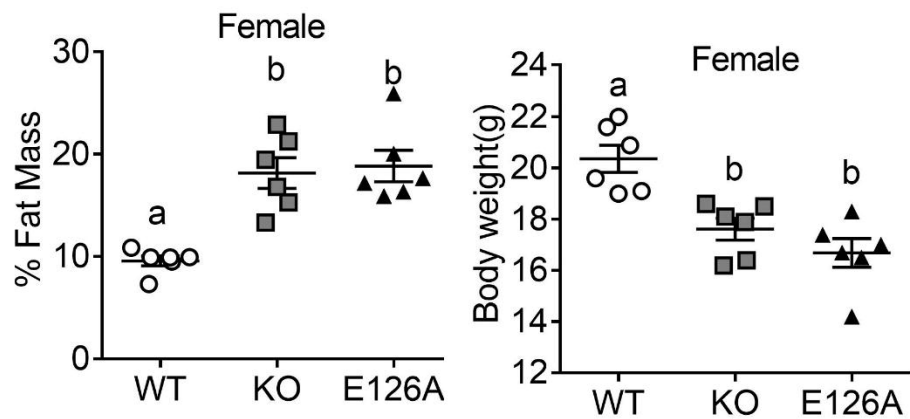 Female
% Fat Mass
30
20
10
0
a
b
b
WT KO E126A
Female
Body weight(g)
24
22
20
18
16
14
12
a
b
b
WT KO E126A